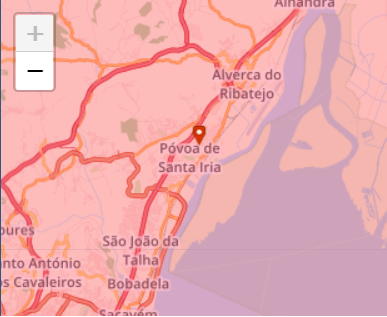 +
Alhandra
−
Alverca do
Ribatejo
Póvoa de
Santa Iria
oures
São João da
Talha
nto António
os Cavaleiros
Bobadela
Sacavém